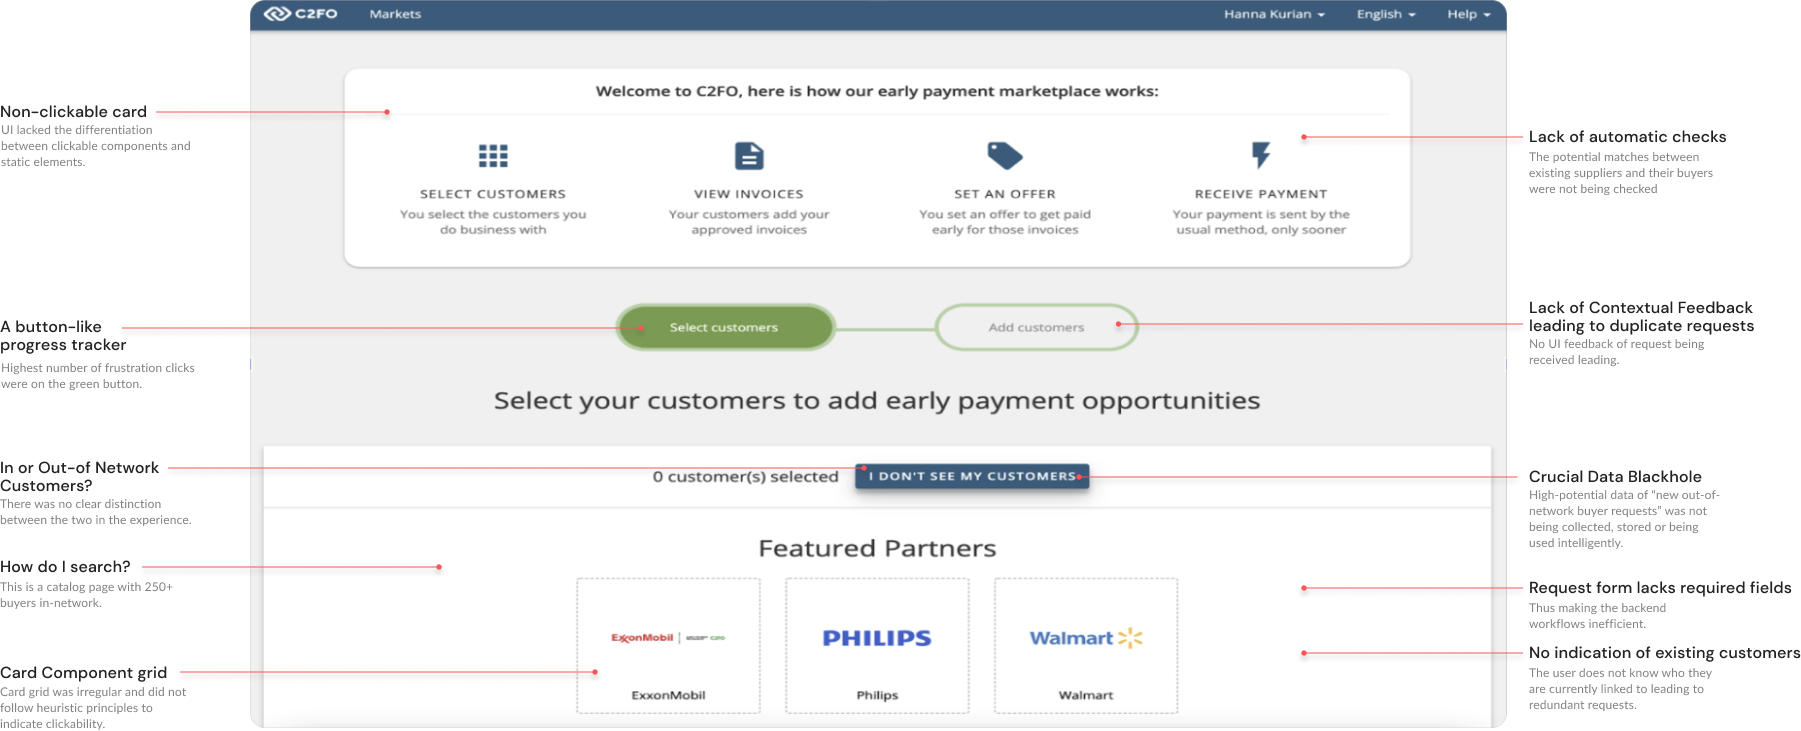 C2FO
Markets
Hanna Kurian
English
Help
Welcome to C2FO, here is how our early payment marketplace works:
SELECT CUSTOMERS
You select the customers you
do business with
VIEW INVOICES
Your customers add your
approved invoices
SET AN OFFER
You set an offer to get paid
early for those invoices
RECEIVE PAYMENT
Your payment is sent by the
usual method, only sooner
Select customers
Add customers
Select your customers to add early payment opportunities
0 customer(s) selected
I DON'T SEE MY CUSTOMERS
Featured Partners
ExxonMobil
C2FO
ExxonMobil
PHILIPS
Philips
Walmart
Walmart
Non-clickable card
UI lacked the differentiation
between clickable components and
static elements.
A button-like
progress tracker
Highest number of frustration clicks
were on the green button.
In or Out-of Network
Customers?
There was no clear distinction
between the two in the experience.
How do I search?
This is a catalog page with 250+
buyers in-network.
Card Component grid
Card grid was irregular and did not
follow heuristic principles to
indicate clickability.
Lack of automatic checks
The potential matches between
existing suppliers and their buyers
were not being checked
Lack of Contextual Feedback
leading to duplicate requests
No UI feedback of request being
received leading.
Crucial Data Blackhole
High-potential data of “new out-of-
network buyer requests” was not
being collected, stored or being
used intelligently.
Request form lacks required fields
Thus making the backend
workflows inefficient.
No indication of existing customers
The user does not know who they
are currently linked to leading to
redundant requests.